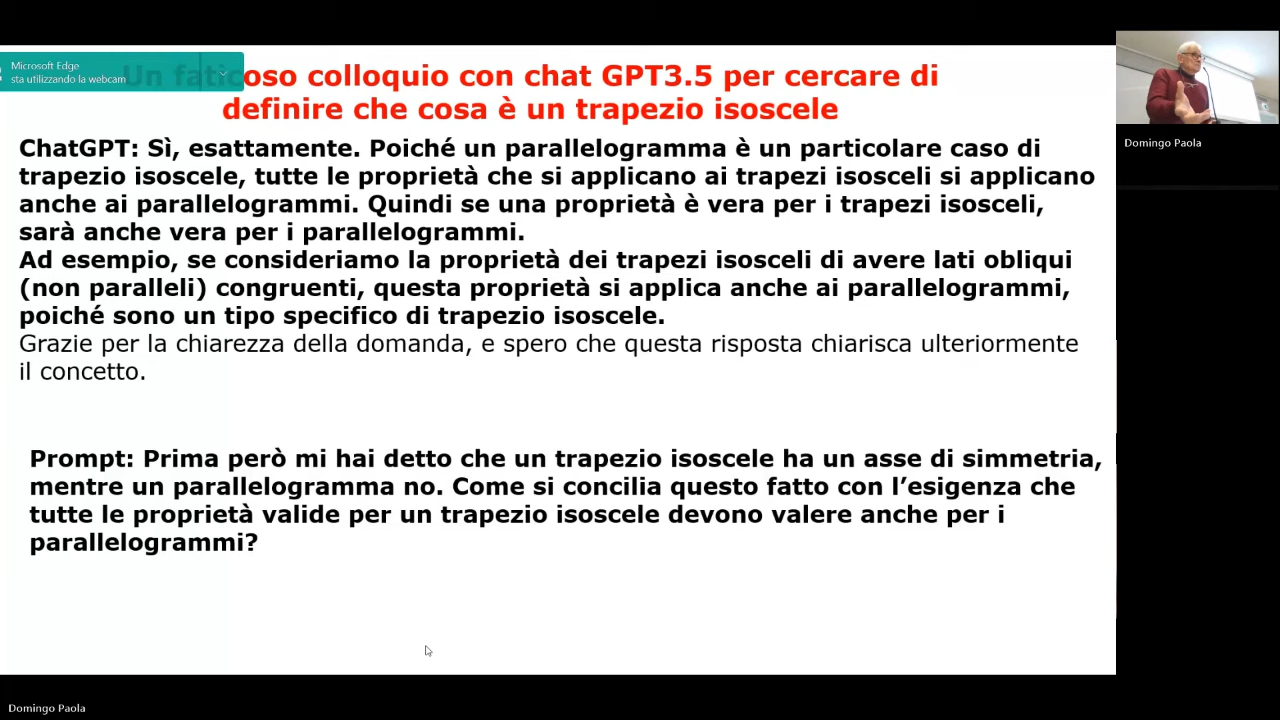 Microsoft Edge
sta utilizzando la webcam
Un faticoso colloquio con chat GPT3.5 per cercare di
definire che cosa è un trapezio isoscele
ChatGPT: Sì, esattamente. Poiché un parallelogramma è un particolare caso di
trapezio isoscele, tutte le proprietà che si applicano ai trapezi isosceli si applicano
anche ai parallelogrammi. Quindi se una proprietà è vera per i trapezi isosceli,
sarà anche vera per i parallelogrammi.
Ad esempio, se consideriamo la proprietà dei trapezi isosceli di avere lati obliqui
(non paralleli) congruenti, questa proprietà si applica anche ai parallelogrammi,
poiché sono un tipo specifico di trapezio isoscele.
Grazie per la chiarezza della domanda, e spero che questa risposta chiarisca ulteriormente
il concetto.
Prompt: Prima però mi hai detto che un trapezio isoscele ha un asse di simmetria,
mentre un parallelogramma no. Come si concilia questo fatto con l’esigenza che
tutte le proprietà valide per un trapezio isoscele devono valere anche per i
parallelogrammi?
Domingo Paola
Domingo Paola